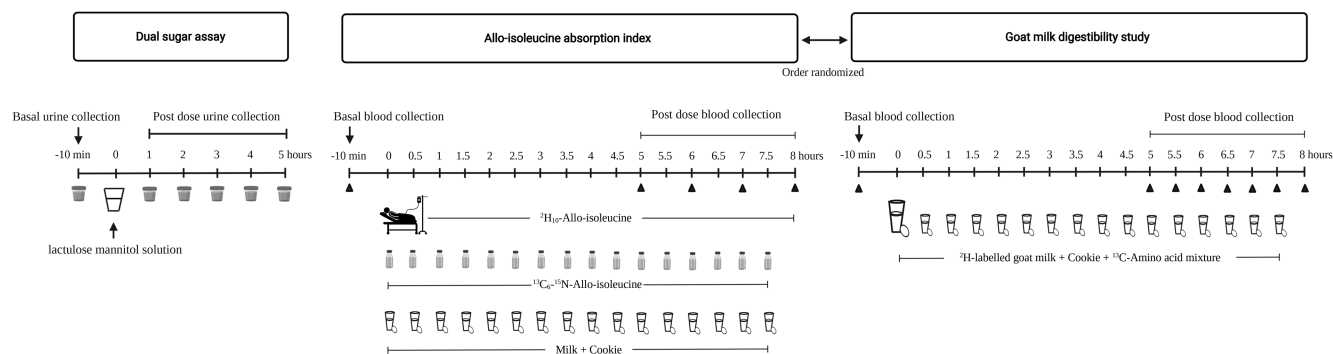 Dual sugar assay
Allo-isoleucine absorption index
Order randomized
Goat milk digestibility study
Basal urine collection
Post dose urine collection
-10 min 0 1 2 3 4 5 hours
lactulose mannitol solution
Basal blood collection
Post dose blood collection
-10 min 0 0.5 1 1.5 2 2.5 3 3.5 4 4.5 5 5.5 6 6.5 7 7.5 8 hours
²H₁₀-Allo-isoleucine
¹³C₆-¹⁵N-Allo-isoleucine
Milk + Cookie
Basal blood collection
Post dose blood collection
-10 min 0 0.5 1 1.5 2 2.5 3 3.5 4 4.5 5 5.5 6 6.5 7 7.5 8 hours
²H-labelled goat milk + Cookie + ¹³C-Amino acid mixture